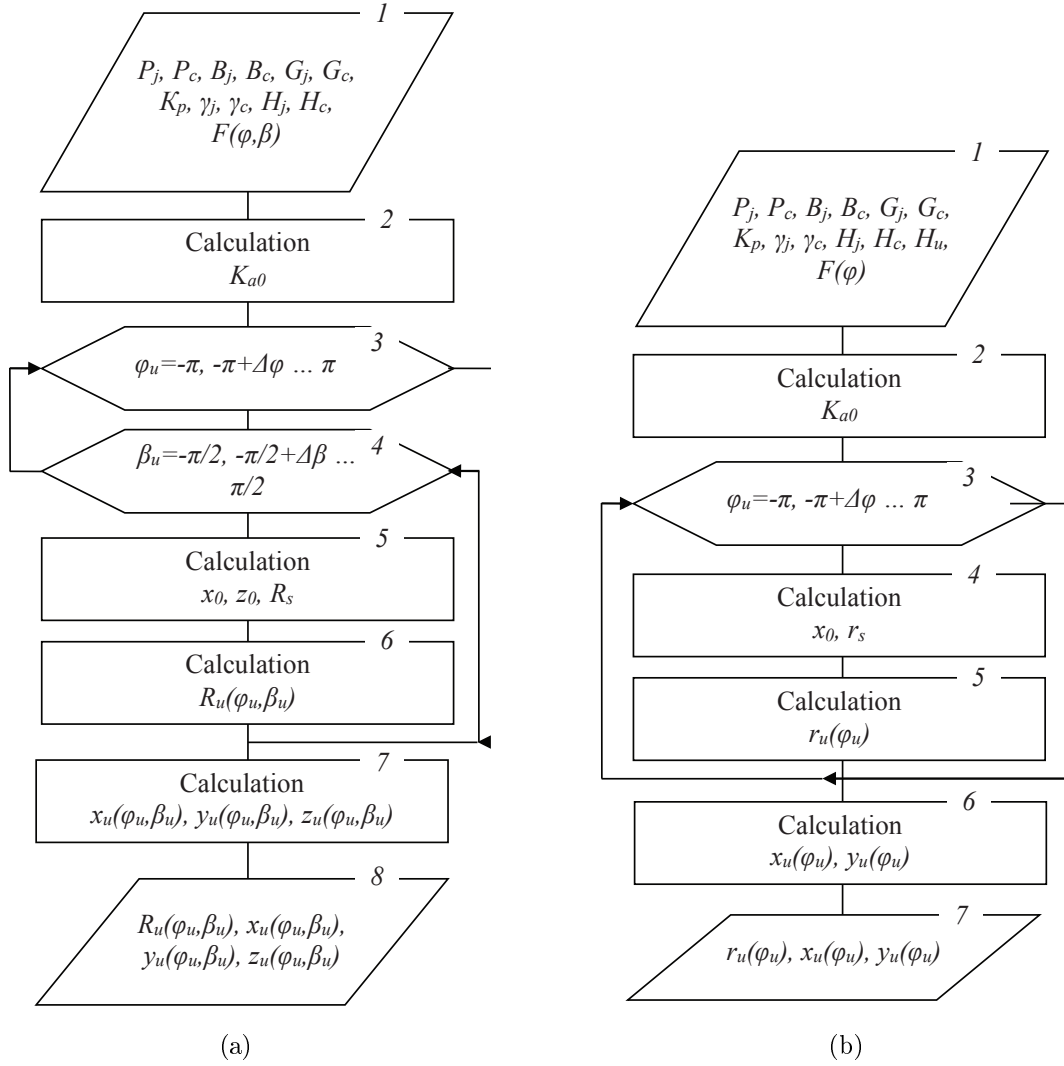 1
P_j, P_c, B_j, B_c, G_j, G_c,
K_p, γ_j, γ_c, H_j, H_c,
F(φ,β)
2
Calculation
K_a0
3
φ_u=-π, -π+Δφ ... π
4
β_u=-π/2, -π/2+Δβ ...
π/2
5
Calculation
x_0, z_0, R_s
6
Calculation
R_u(φ_u,β_u)
7
Calculation
x_u(φ_u,β_u), y_u(φ_u,β_u), z_u(φ_u,β_u)
8
R_u(φ_u,β_u), x_u(φ_u,β_u),
y_u(φ_u,β_u), z_u(φ_u,β_u)
(a)
1
P_j, P_c, B_j, B_c, G_j, G_c,
K_p, γ_j, γ_c, H_j, H_c, H_u,
F(φ)
2
Calculation
K_a0
3
φ_u=-π, -π+Δφ ... π
4
Calculation
x_0, r_s
5
Calculation
r_u(φ_u)
6
Calculation
x_u(φ_u), y_u(φ_u)
7
r_u(φ_u), x_u(φ_u), y_u(φ_u)
(b)